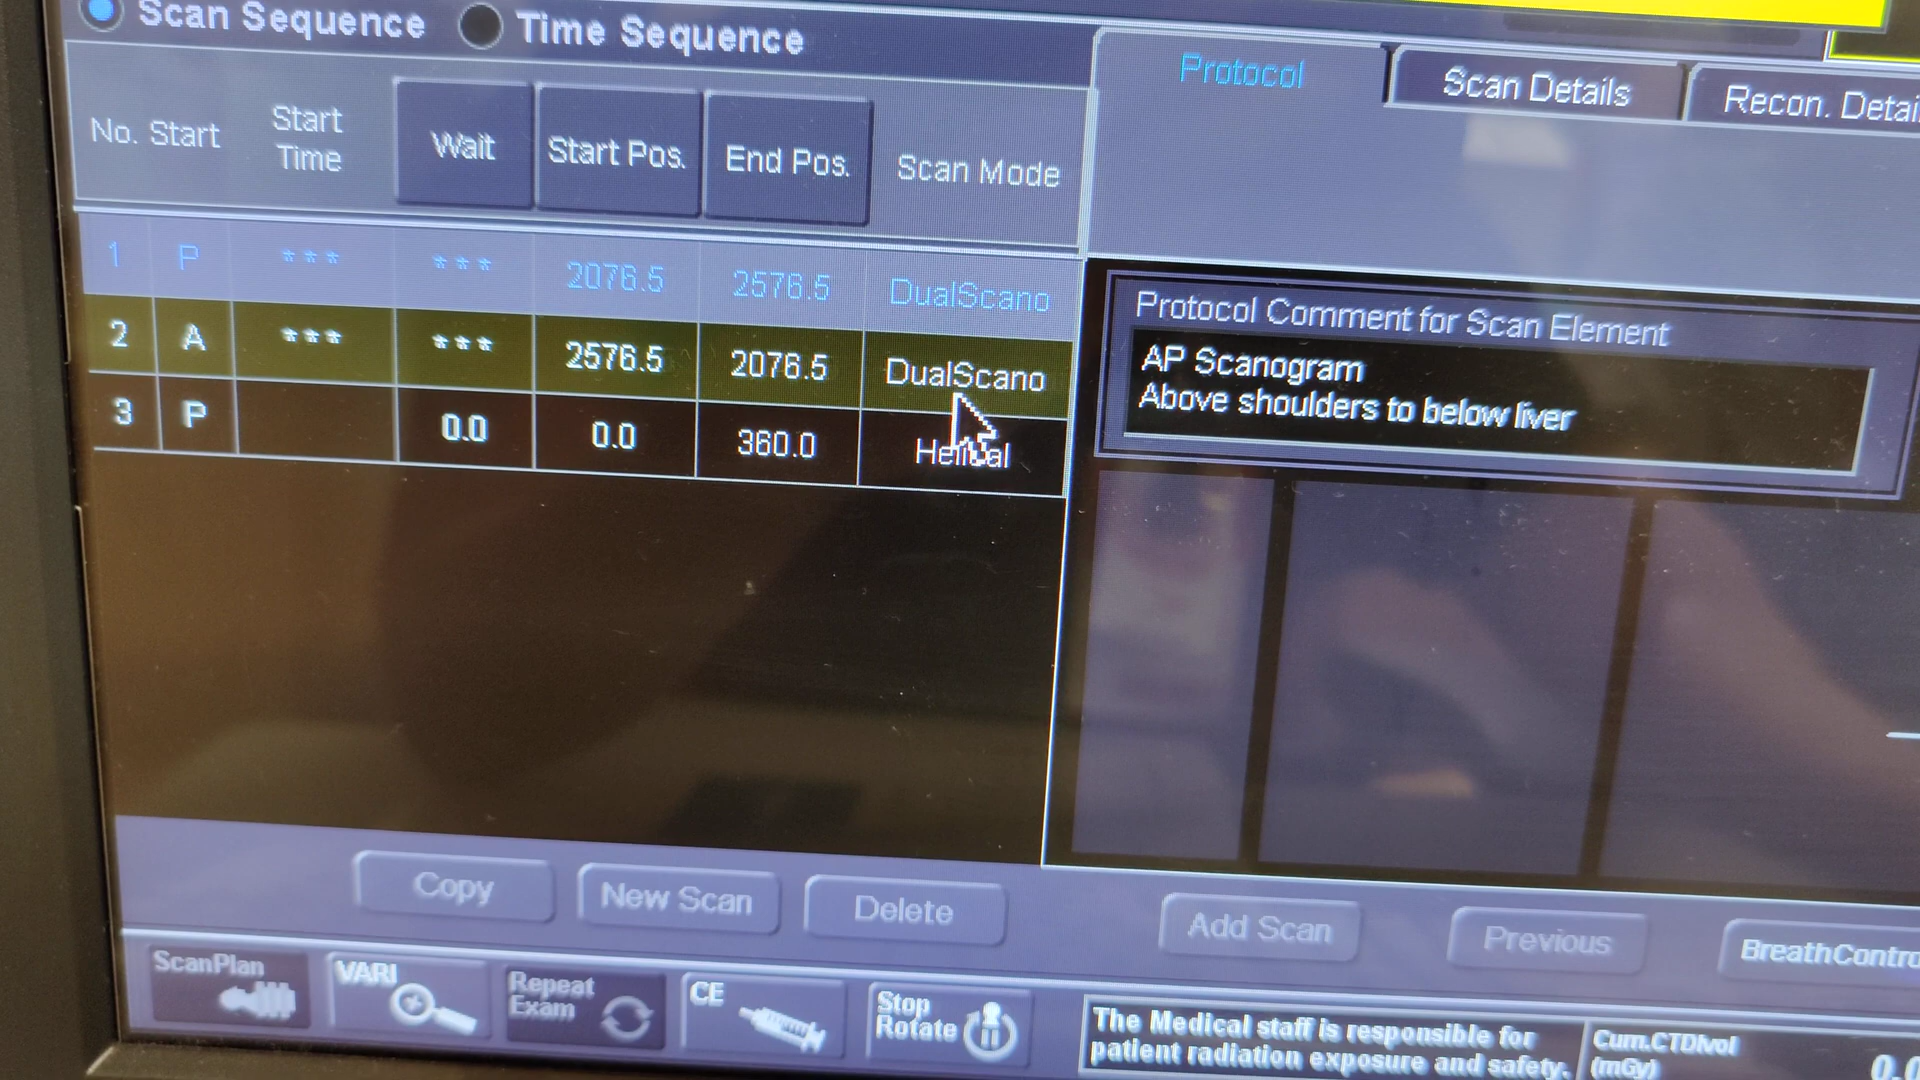 Scan Sequence Time Sequence
Protocol Scan Details Recon.
No. Start Start Time Wait Start Pos. End Pos. Scan Mode
1 P *** *** 2076.5 2576.5 DualScano
2 A *** *** 2576.5 2076.5 DualScano
3 P 0.0 0.0 360.0 Helical
Protocol Comment for Scan Element
AP Scanogram
Above shoulders to below liver
Copy New Scan Delete Add Scan Previous
ScanPlan
VARI
Repeat
Exam
CE
Stop
Rotate
The Medical staff is responsible for
patient radiation exposure and safety.
Cum.CTDIvol
(mGy)